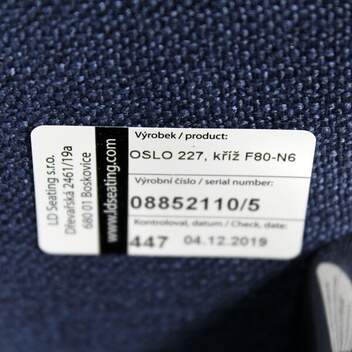 LD Seating s.r.o.
Dřevařská 2461/19a
680 01 Boskovice
www.ldseating.com
Výrobek / product:
OSLO 227, kříž F80-N6
Výrobní číslo / serial number:
08852110/5
Kontroloval, datum / Check, date:
447 04.12.2019